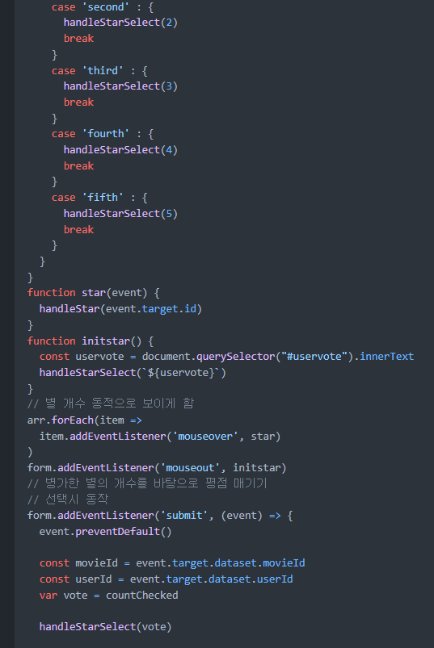 case 'second' : {
handleStarSelect(2)
break
}
case 'third' : {
handleStarSelect(3)
break
}
case 'fourth' : {
handleStarSelect(4)
break
}
case 'fifth' : {
handleStarSelect(5)
break
}
}
}
function star(event) {
handleStar(event.target.id)
}
function initstar() {
const uservote = document.querySelector("#uservote").innerText
handleStarSelect(`${uservote}`)
}
// 별 개수 동적으로 보이게 함
arr.forEach(item =>
item.addEventListener('mouseover', star)
)
form.addEventListener('mouseout', initstar)
// 평가한 별의 개수를 바탕으로 평점 매기기
// 선택시 동작
form.addEventListener('submit', (event) => {
event.preventDefault()
const movieId = event.target.dataset.movieId
const userId = event.target.dataset.userId
var vote = countChecked
handleStarSelect(vote)